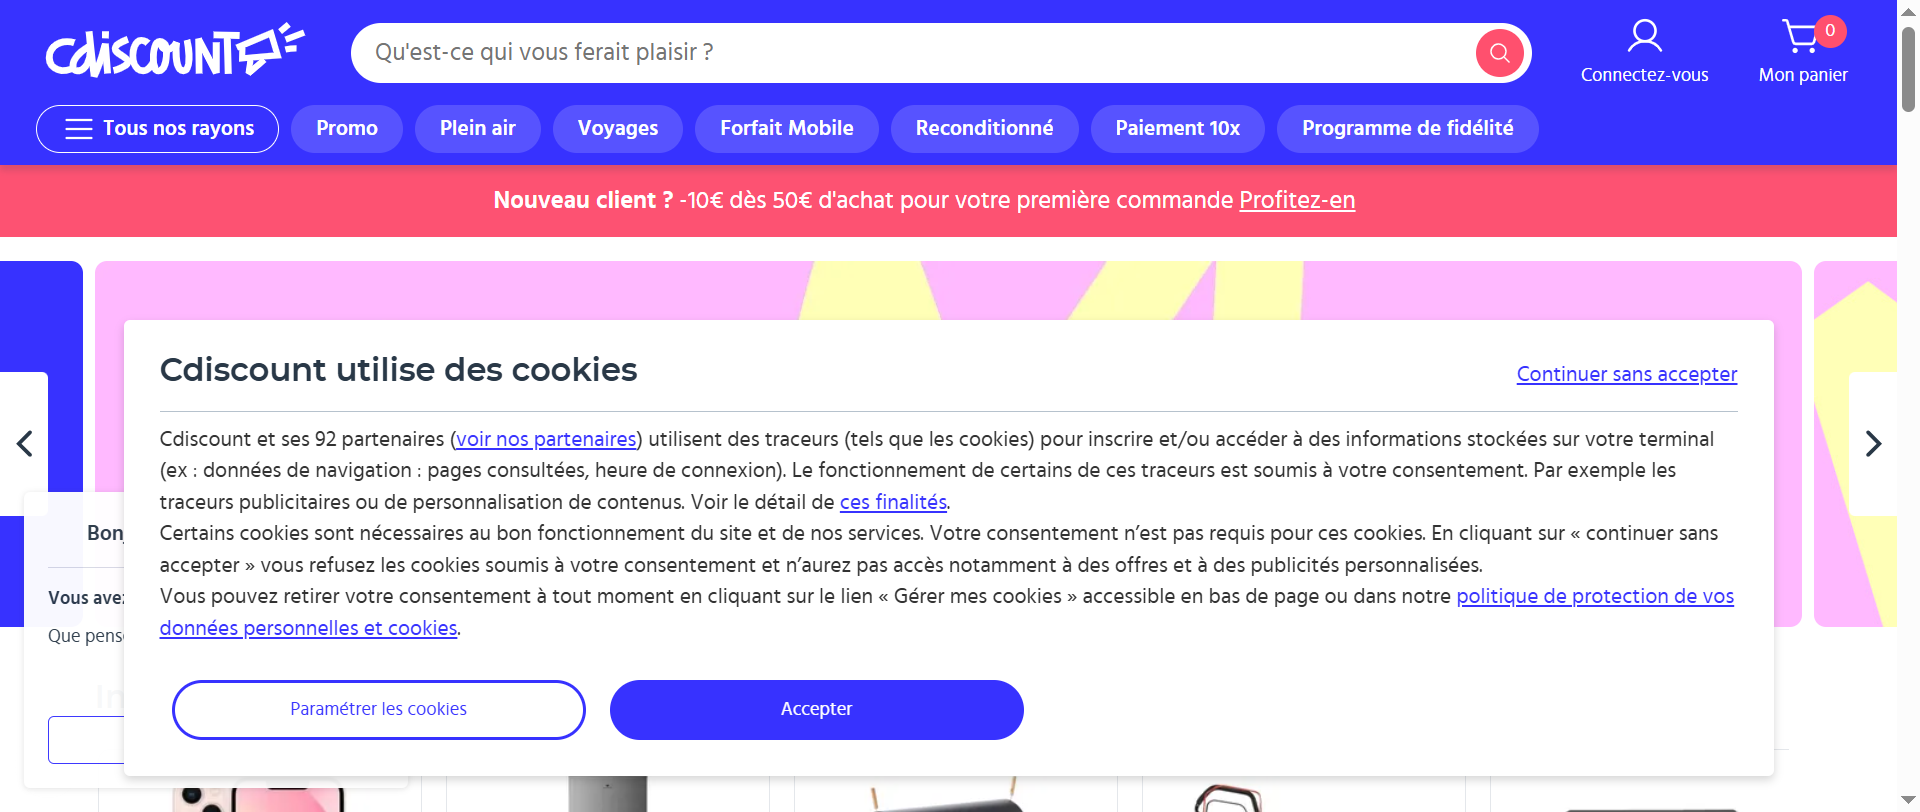 cdiscount
Qu'est-ce qui vous ferait plaisir ?
Connectez-vous
0
Mon panier
Tous nos rayons
Promo
Plein air
Voyages
Forfait Mobile
Reconditionné
Paiement 10x
Programme de fidélité
Nouveau client ? -10€ dès 50€ d'achat pour votre première commande Profitez-en
Cdiscount utilise des cookies
Continuer sans accepter
Cdiscount et ses 92 partenaires (voir nos partenaires) utilisent des traceurs (tels que les cookies) pour inscrire et/ou accéder à des informations stockées sur votre terminal
(ex : données de navigation : pages consultées, heure de connexion). Le fonctionnement de certains de ces traceurs est soumis à votre consentement. Par exemple les
traceurs publicitaires ou de personnalisation de contenus. Voir le détail de ces finalités.
Certains cookies sont nécessaires au bon fonctionnement du site et de nos services. Votre consentement n’est pas requis pour ces cookies. En cliquant sur « continuer sans
accepter » vous refusez les cookies soumis à votre consentement et n’aurez pas accès notamment à des offres et à des publicités personnalisées.
Vous pouvez retirer votre consentement à tout moment en cliquant sur le lien « Gérer mes cookies » accessible en bas de page ou dans notre politique de protection de vos
données personnelles et cookies.
Paramétrer les cookies
Accepter
Vous
Que